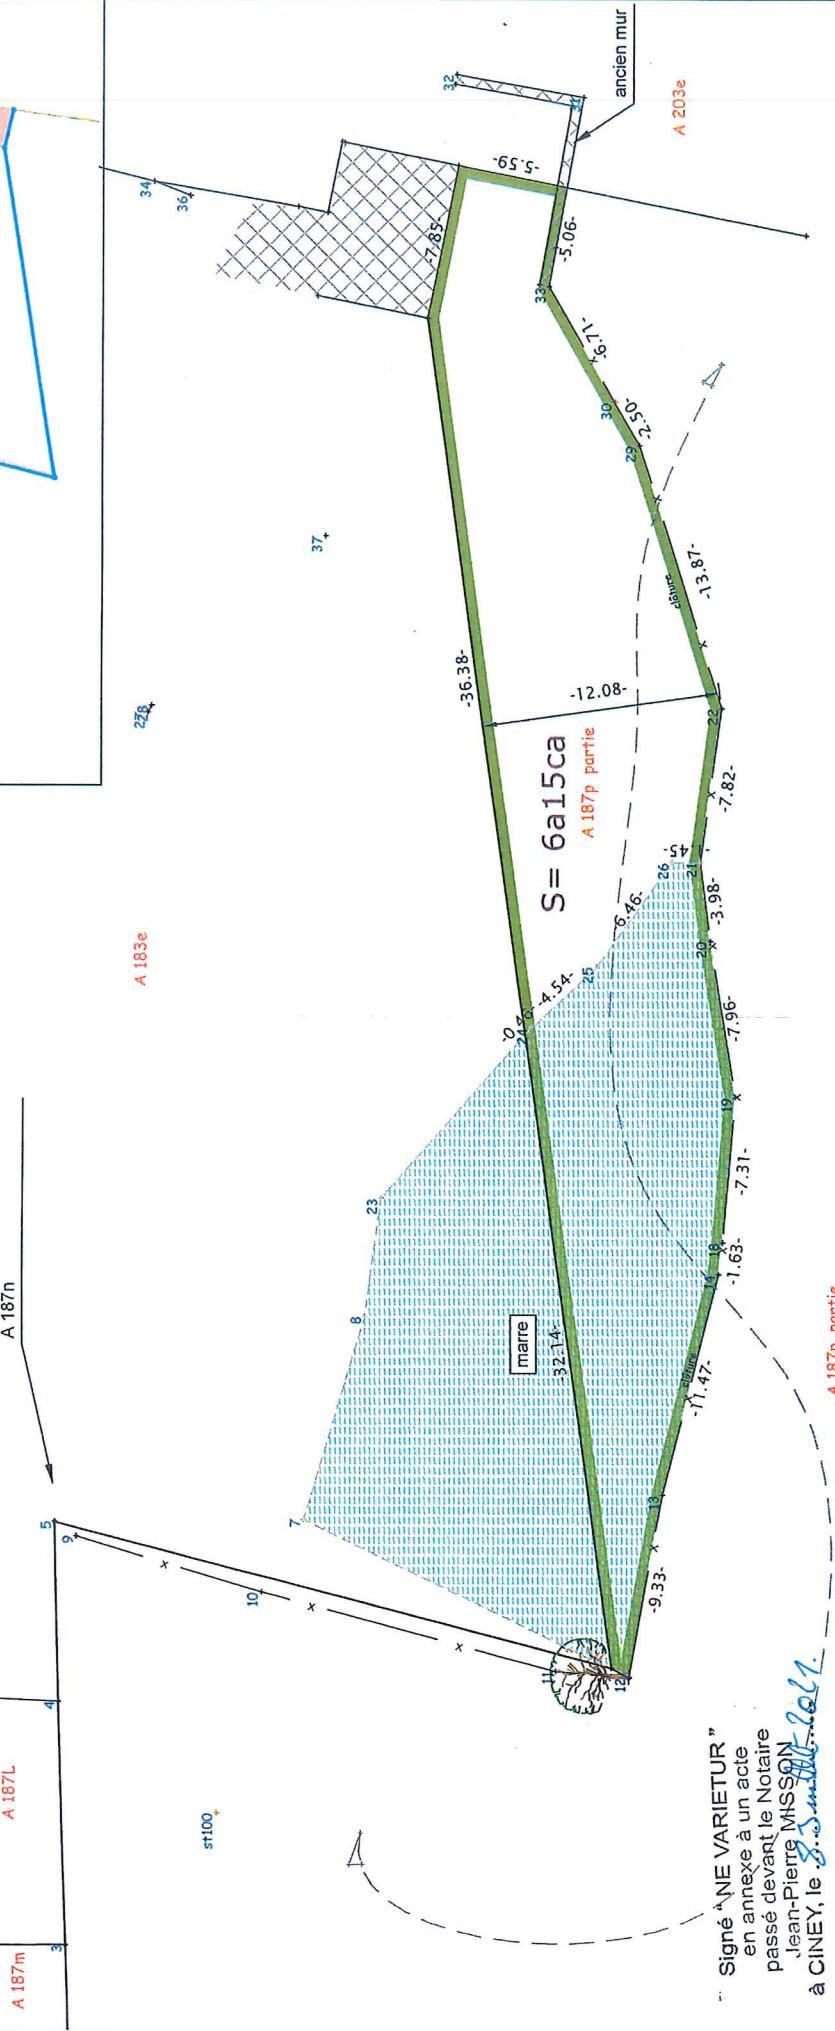 A 187m
A 187L
A 187n
3
4
5
9
10
11
12
7
8
23
st100
A 183e
37
34
36
32
31
ancien mur
A 203e
-5.59-
-7.85-
-5.06-
33
-6.71-
30
-2.50-
29
clôture
-13.87-
-36.38-
-12.08-
22
S= 6a15ca
A 187p partie
-7.82-
26
21
-3.98-
20
6.46-
25
-4.54-
24
-7.96-
19
-7.31-
18
-1.63-
14
marre
32.14-
clôture
-11.47-
13
-9.33-
A 187p partie
Signé "NE VARIETUR"
en annexe à un acte
passé devant le Notaire
Jean-Pierre MISSON
à CINEY, le 2021.